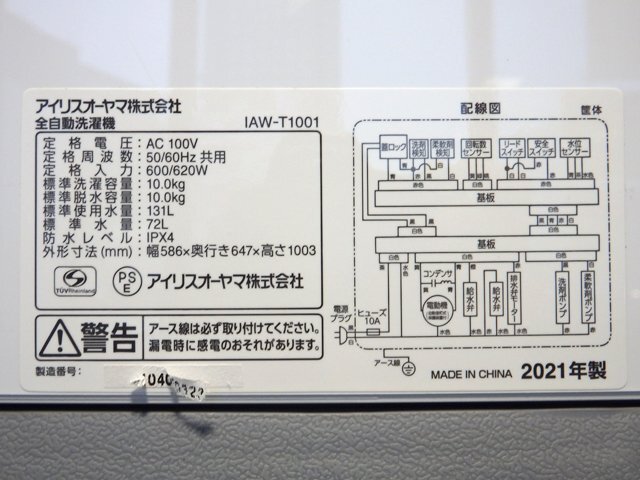 アイリスオーヤマ株式会社
全自動洗濯機 IAW-T1001
定格電圧：AC 100V
定格周波数：50/60Hz 共用
定格入力：600/620W
標準洗濯容量：10.0kg
標準脱水容量：10.0kg
標準使用水量：131L
標準水量：72L
防水レベル：IPX4
外形寸法(mm)：幅586×奥行き647×高さ1003
TÜVRheinland
PS
E
アイリスオーヤマ株式会社
警告
アース線は必ず取り付けてください。
漏電時に感電のおそれがあります。
製造番号：
配線図 筐体
蓋ロック 洗剤検知 柔軟剤検知 回転数センサー リードスイッチ 安全スイッチ 水位センサー
基板
白色 白色
基板
コンデンサ
電動機
給水弁
給水弁
排水弁モーター
洗剤ポンプ
柔軟剤ポンプ
電源プラグ
ヒューズ
10A
アース線
MADE IN CHINA 2021年製